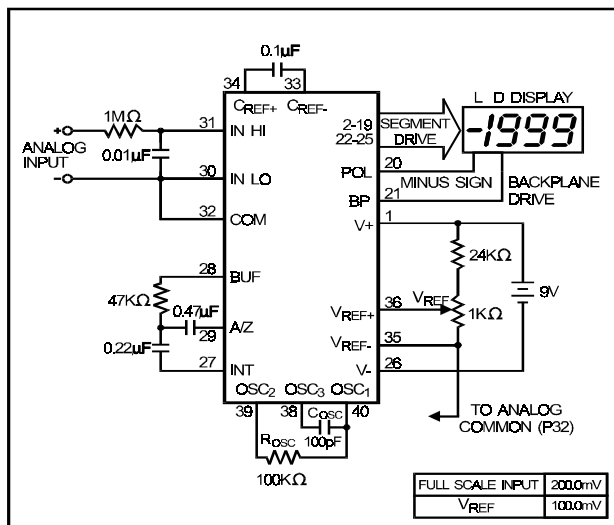 0.1µF
34
33
CREF+
CREF-
L D DISPLAY
1MΩ
31
IN HI
2-19
SEGMENT
22-25
DRIVE
-1999
+
ANALOG
INPUT
-
0.01µF
30
IN LO
POL
20
MINUS SIGN
BACKPLANE
DRIVE
32
COM
BP
21
V+
1
28
BUF
24KΩ
47KΩ
0.47µF
VREF+
36
VREF
1KΩ
9V
A/Z
29
VREF-
35
0.22µF
27
INT
V-
26
OSC2
OSC3
OSC1
39
38
COSC
40
100pF
ROSC
100KΩ
TO ANALOG
COMMON (P32)
FULL SCALE INPUT 200.0mV
VREF 100.0mV